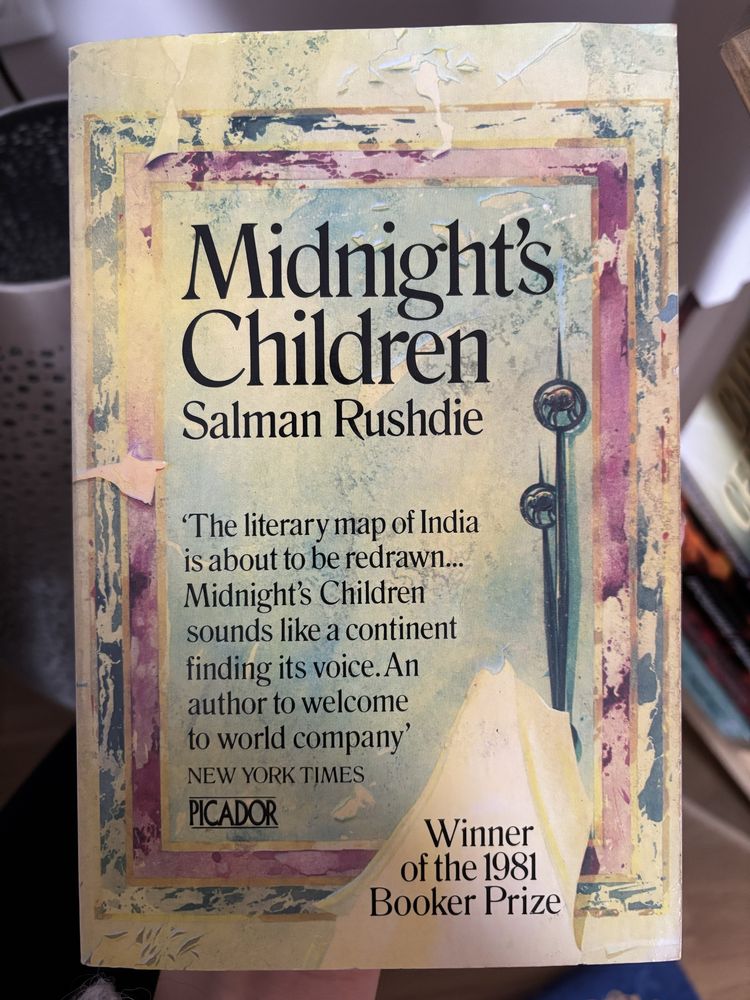 Midnight's
Children
Salman Rushdie
‘The literary map of India
is about to be redrawn...
Midnight's Children
sounds like a continent
finding its voice. An
author to welcome
to world company’
NEW YORK TIMES
PICADOR
Winner
of the 1981
Booker Prize